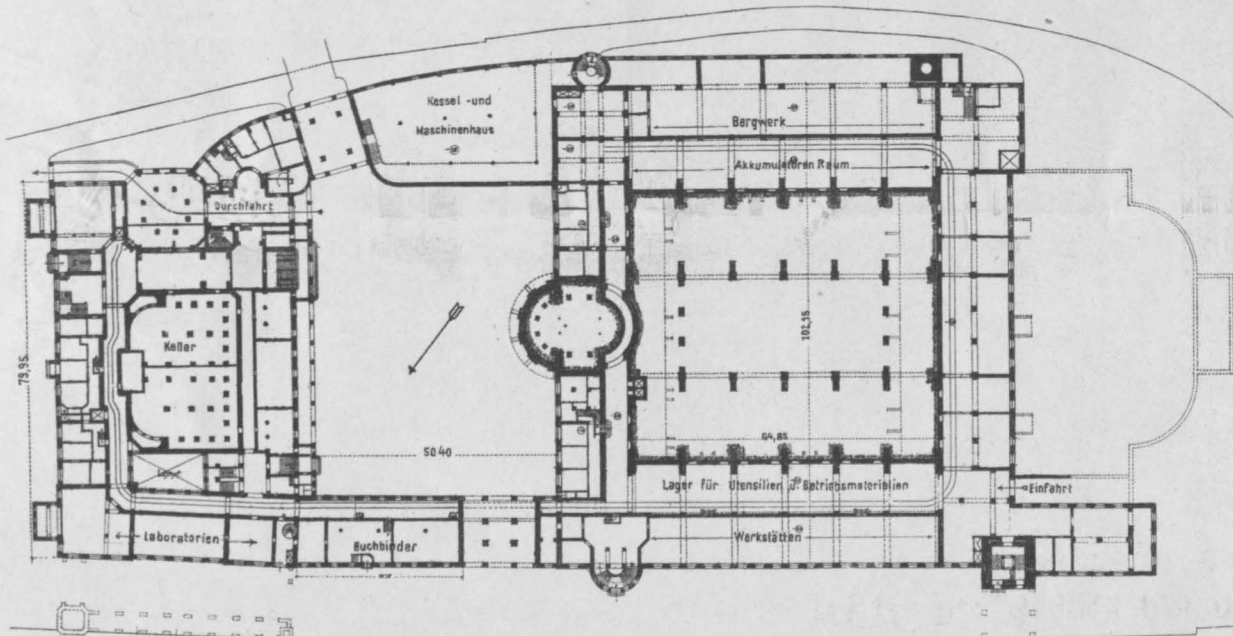 Kessel -und
Maschinenhaus
Bergwerk
Akkumulatoren Raum
Durchfahrt
73,95
Keller
102,15
50 40
64,85
Lager für Utensilien u. Betriebsmaterialien
Einfahrt
Laboratorien
Buchbinder
Werkstätten